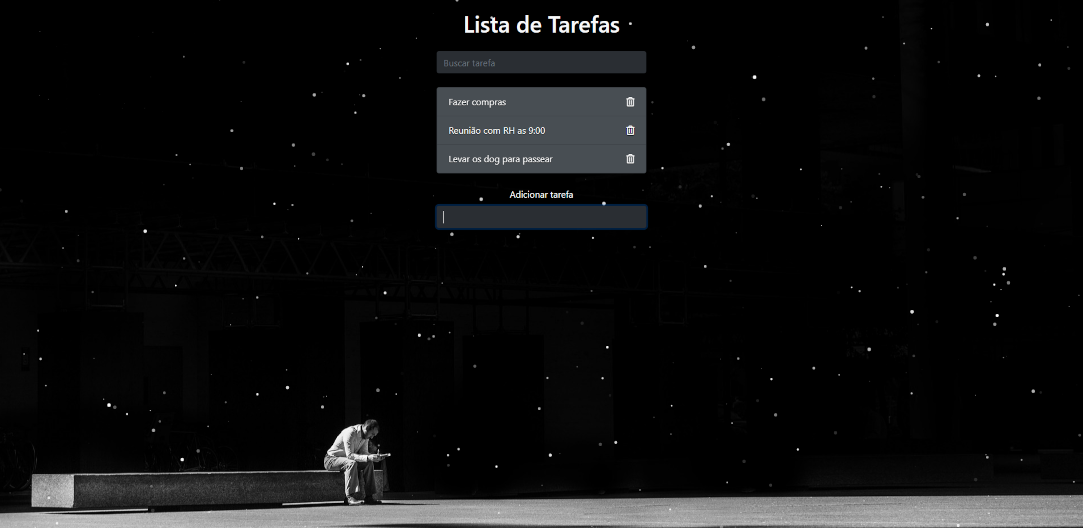 Lista de Tarefas
Buscar tarefa
Fazer compras
Reunião com RH as 9:00
Levar os dog para passear
Adicionar tarefa